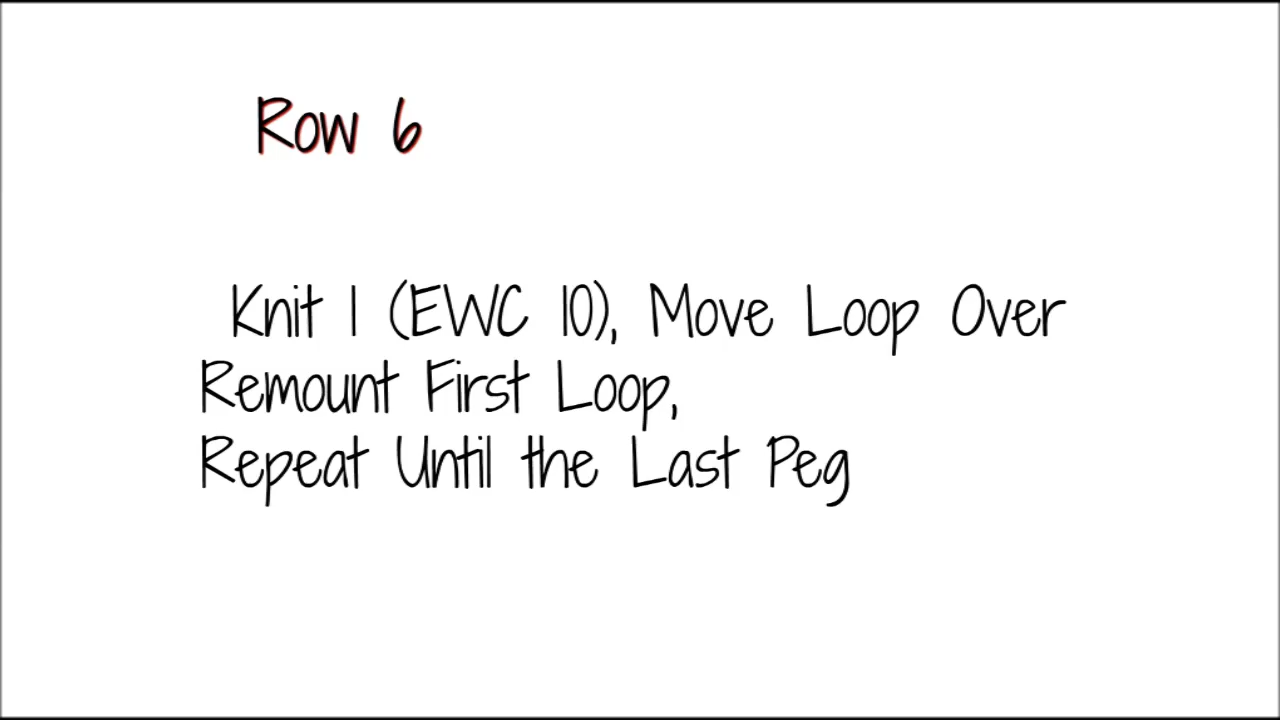 Row 6
Knit 1 (EWC 10), Move Loop Over
Remount First Loop,
Repeat Until the Last Peg